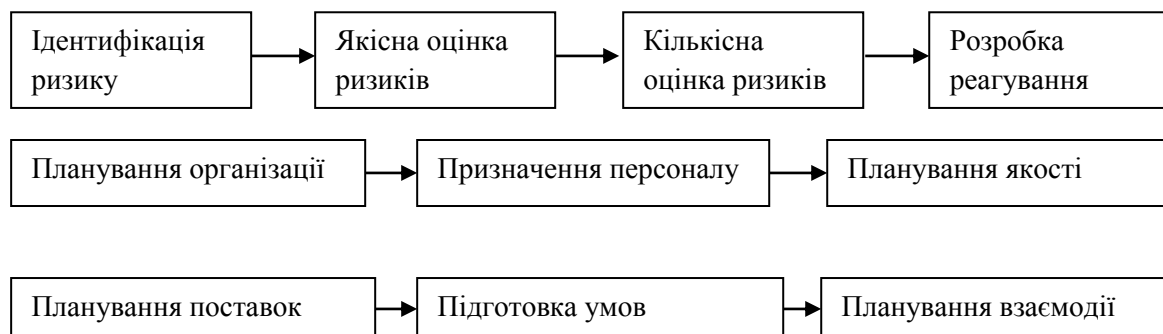 Ідентифікація
ризику
Якісна оцінка
ризиків
Кількісна
оцінка ризиків
Розробка
реагування
Планування організації
Призначення персоналу
Планування якості
Планування поставок
Підготовка умов
Планування взаємодії